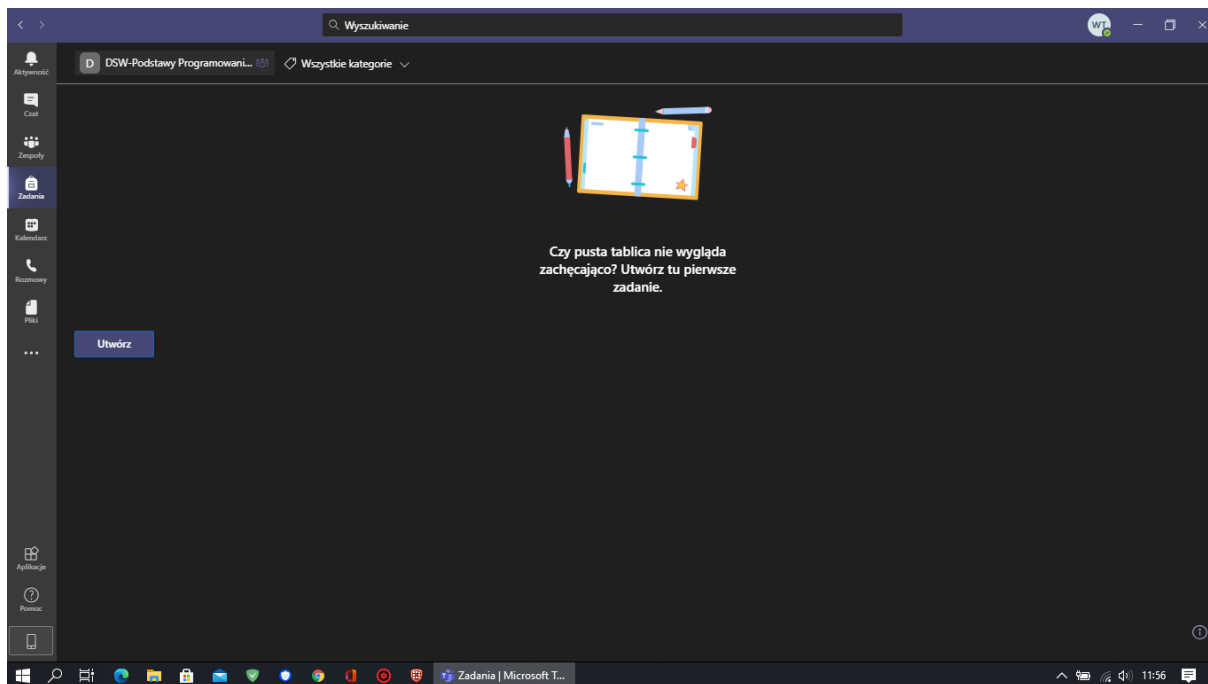 Wyszukiwanie
WT
Aktywność
D DSW-Podstawy Programowani... Wszystkie kategorie
Czat
Zespoły
Zadania
Kalendarz
Rozmowy
Pliki
Czy pusta tablica nie wygląda
zachęcająco? Utwórz tu pierwsze
zadanie.
Utwórz
Aplikacje
Pomoc
Zadania | Microsoft T...
11:56